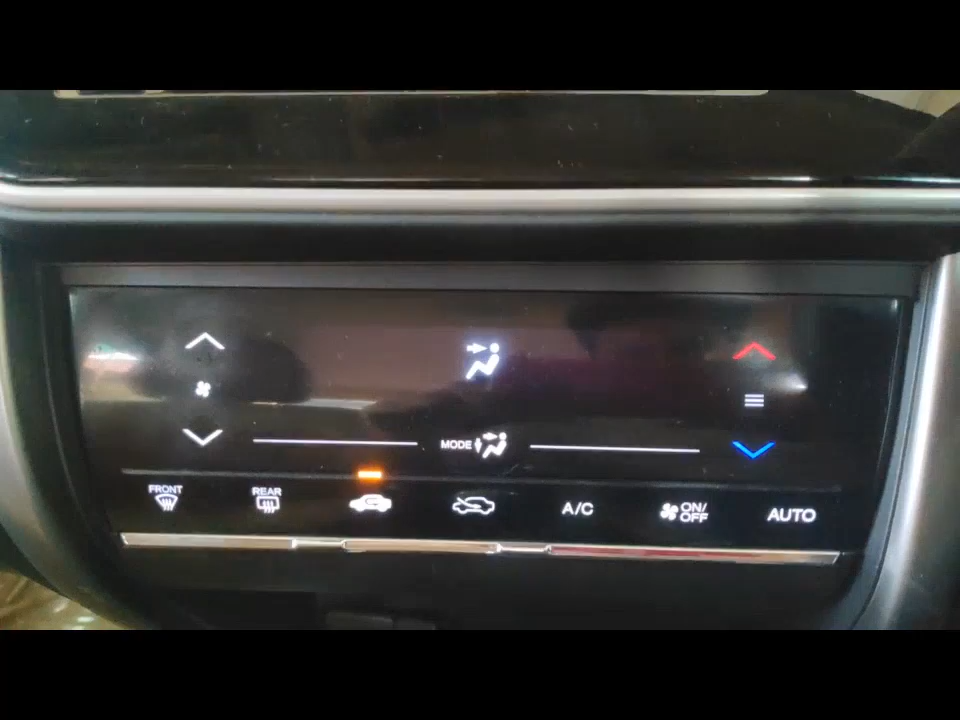 MODE
FRONT
REAR
A/C
ON/
OFF
AUTO